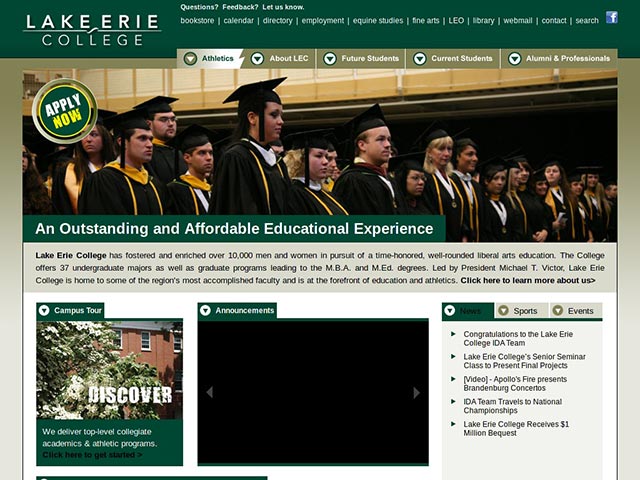 LAKE ERIE
COLLEGE
Questions? Feedback? Let us know.
bookstore | calendar | directory | employment | equine studies | fine arts | LEO | library | webmail | contact | search
Athletics
About LEC
Future Students
Current Students
Alumni & Professionals
APPLY
NOW
An Outstanding and Affordable Educational Experience
Lake Erie College has fostered and enriched over 10,000 men and women in pursuit of a time-honored, well-rounded liberal arts education. The College
offers 37 undergraduate majors as well as graduate programs leading to the M.B.A. and M.Ed. degrees. Led by President Michael T. Victor, Lake Erie
College is home to some of the region's most accomplished faculty and is at the forefront of education and athletics. Click here to learn more about us>
Campus Tour
DISCOVER
We deliver top-level collegiate
academics & athletic programs.
Click here to get started >
Announcements
News
Sports
Events
Congratulations to the Lake Erie
College IDA Team
Lake Erie College's Senior Seminar
Class to Present Final Projects
[Video] - Apollo's Fire presents
Brandenburg Concertos
IDA Team Travels to National
Championships
Lake Erie College Receives $1
Million Bequest